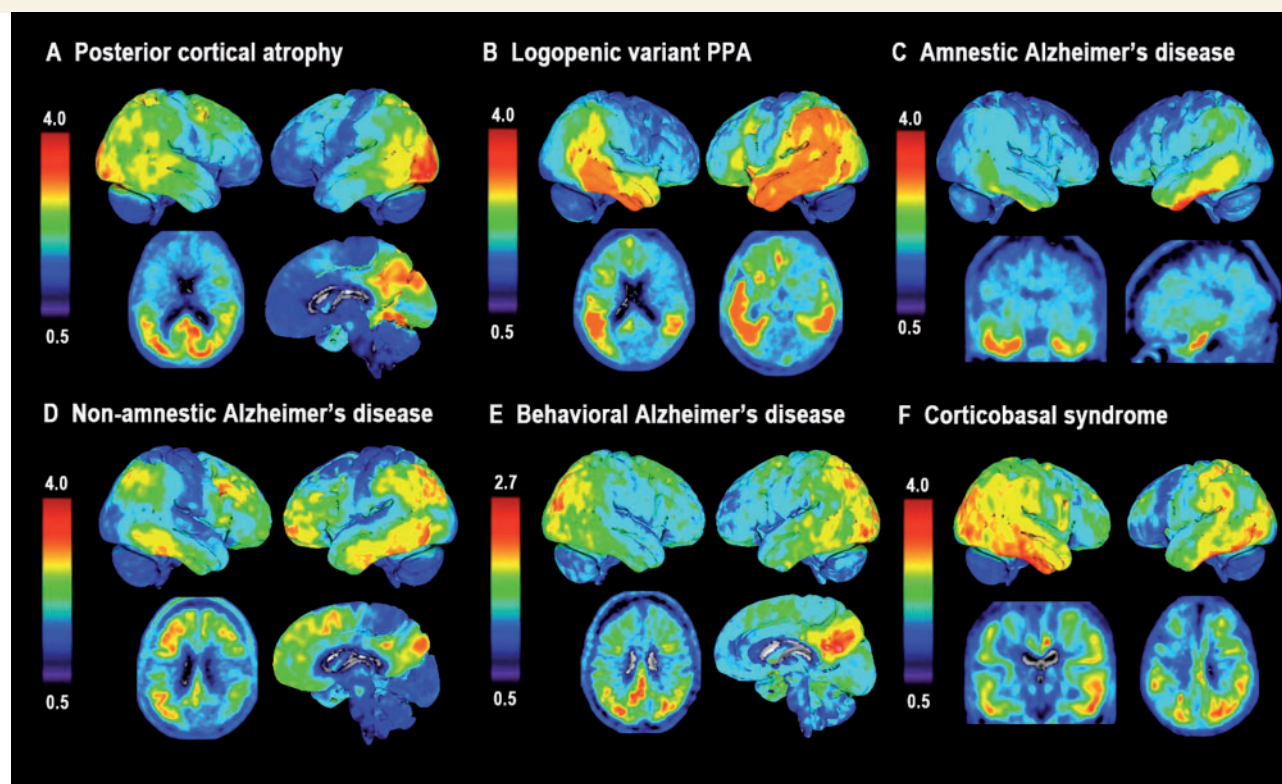 A Posterior cortical atrophy
B Logopenic variant PPA
C Amnestic Alzheimer's disease
4.0
4.0
4.0
0.5
0.5
0.5
D Non-amnestic Alzheimer's disease
E Behavioral Alzheimer's disease
F Corticobasal syndrome
4.0
2.7
4.0
0.5
0.5
0.5